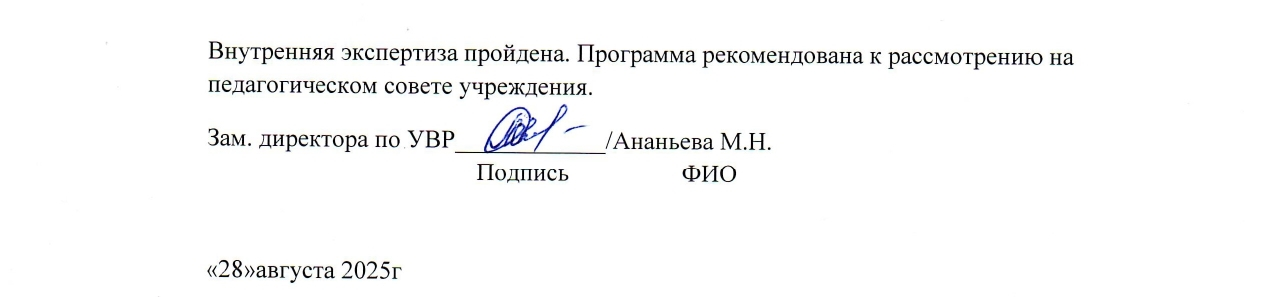 Внутренняя экспертиза пройдена. Программа рекомендована к рассмотрению на
педагогическом совете учреждения.
Зам. директора по УВР____________/Ананьева М.Н.
Подпись ФИО
«28»августа 2025г